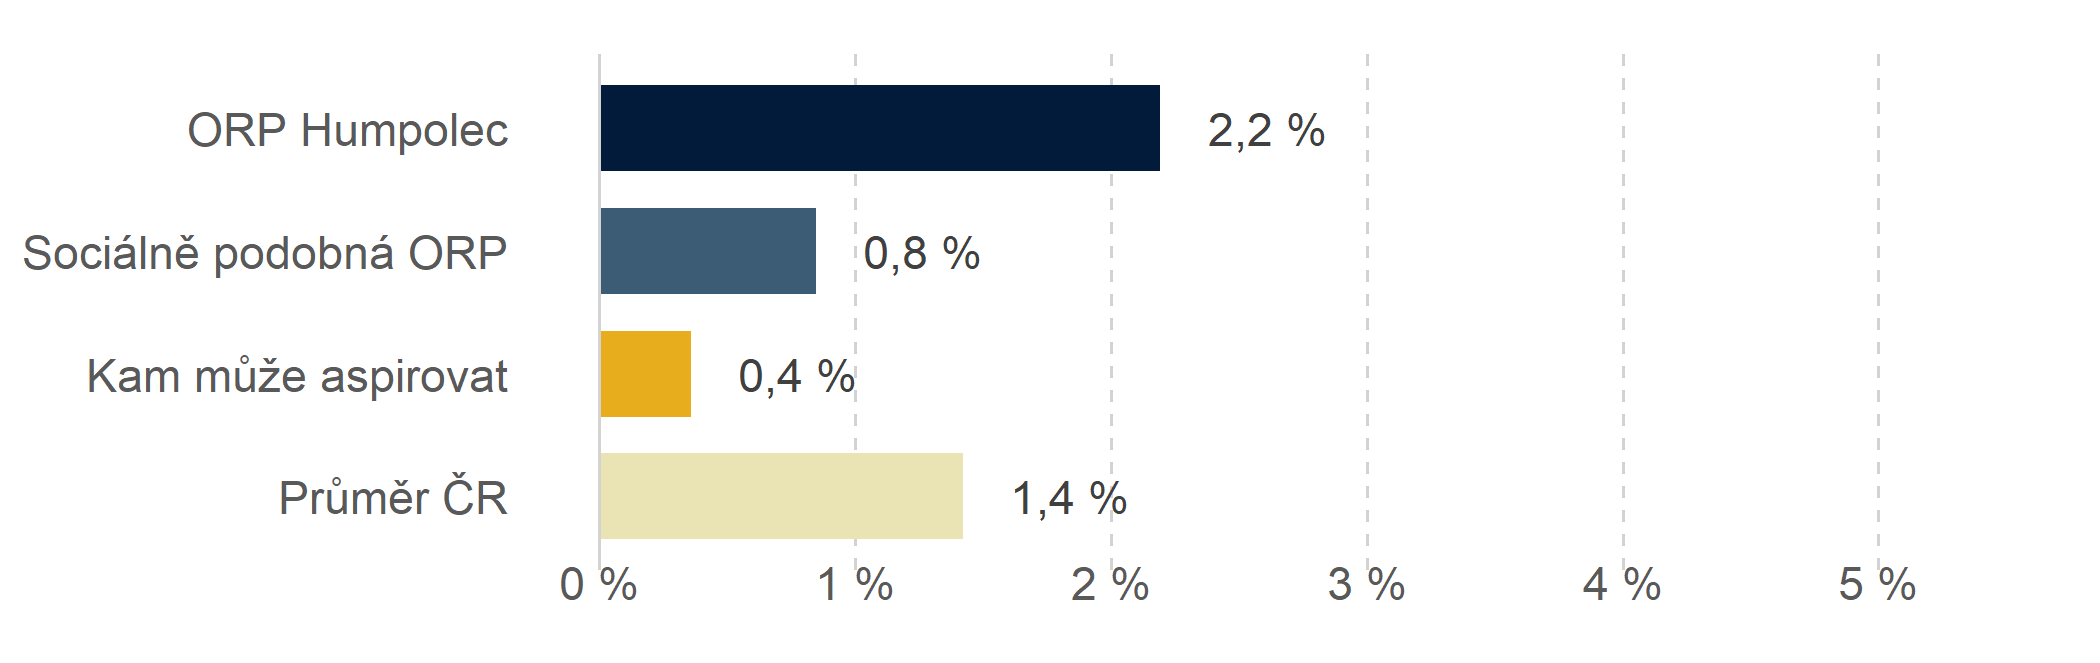 ORP Humpolec 2,2 %
Sociálně podobná ORP 0,8 %
Kam může aspirovat 0,4 %
Průměr ČR 1,4 %
0 % 1 % 2 % 3 % 4 % 5 %